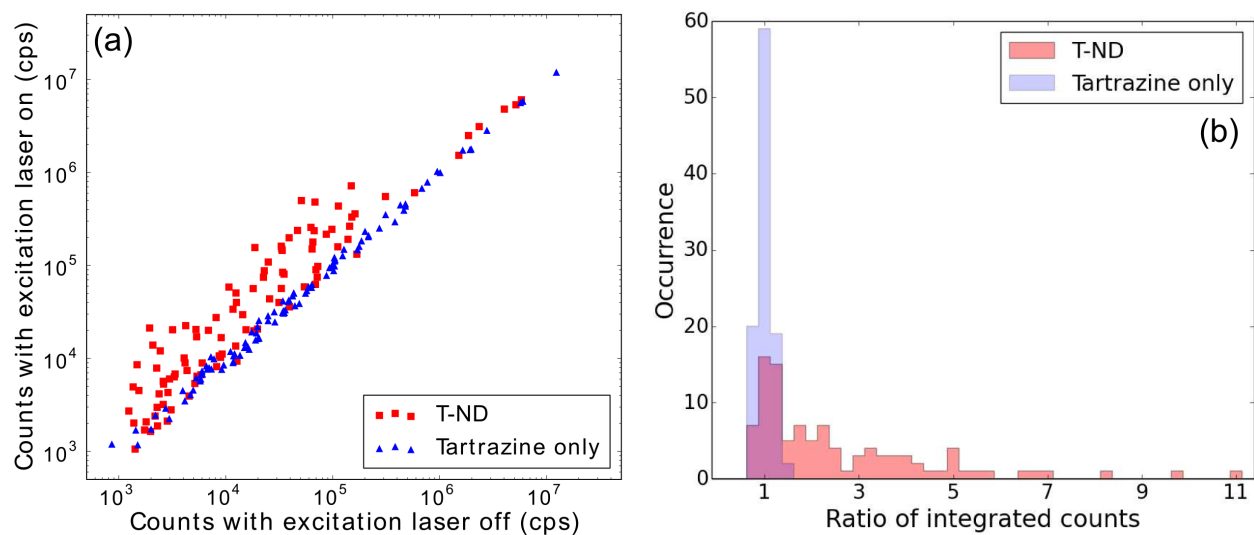 (a)
Counts with excitation laser on (cps)
10^7
10^6
10^5
10^4
10^3
T-ND
Tartrazine only
10^3 10^4 10^5 10^6 10^7
Counts with excitation laser off (cps)
(b)
Occurrence
60
50
40
30
20
10
0
T-ND
Tartrazine only
1 3 5 7 9 11
Ratio of integrated counts